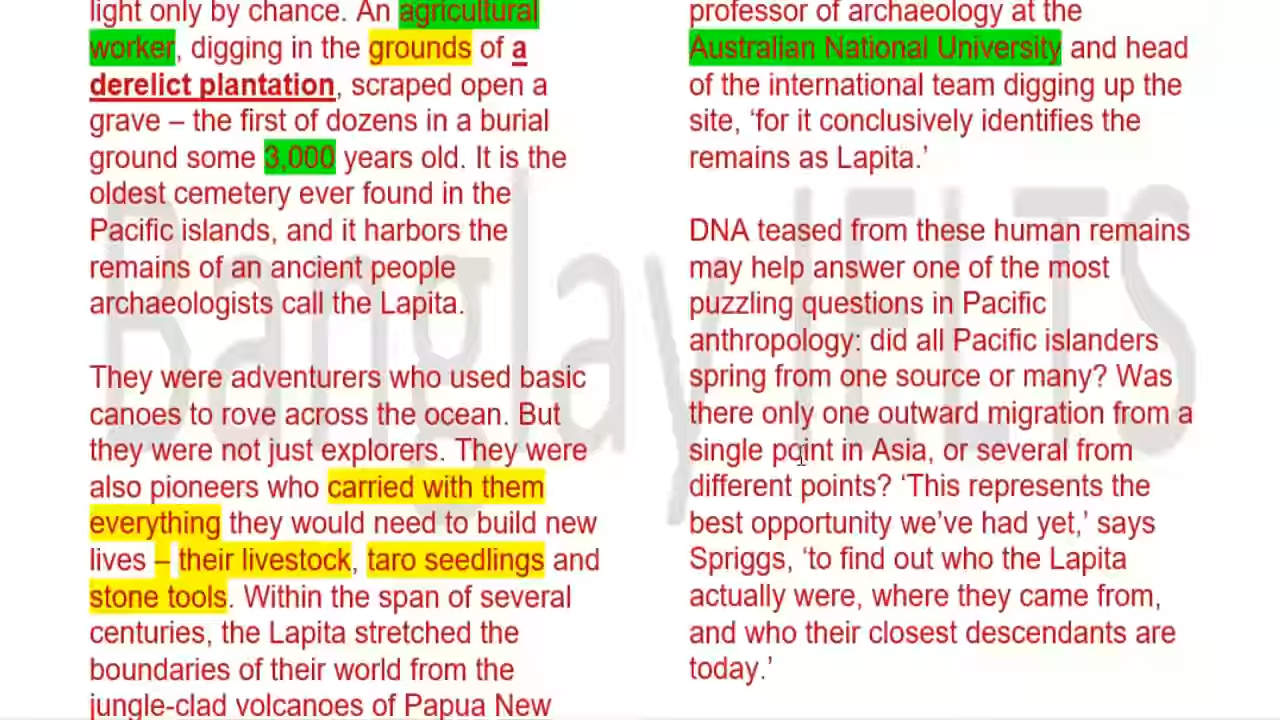 light only by chance. An agricultural
worker, digging in the grounds of a
derelict plantation, scraped open a
grave – the first of dozens in a burial
ground some 3,000 years old. It is the
oldest cemetery ever found in the
Pacific islands, and it harbors the
remains of an ancient people
archaeologists call the Lapita.
They were adventurers who used basic
canoes to rove across the ocean. But
they were not just explorers. They were
also pioneers who carried with them
everything they would need to build new
lives – their livestock, taro seedlings and
stone tools. Within the span of several
centuries, the Lapita stretched the
boundaries of their world from the
jungle-clad volcanoes of Papua New
professor of archaeology at the
Australian National University and head
of the international team digging up the
site, ‘for it conclusively identifies the
remains as Lapita.’
DNA teased from these human remains
may help answer one of the most
puzzling questions in Pacific
anthropology: did all Pacific islanders
spring from one source or many? Was
there only one outward migration from a
single point in Asia, or several from
different points? ‘This represents the
best opportunity we’ve had yet,’ says
Spriggs, ‘to find out who the Lapita
actually were, where they came from,
and who their closest descendants are
today.’
Banglay IELTS